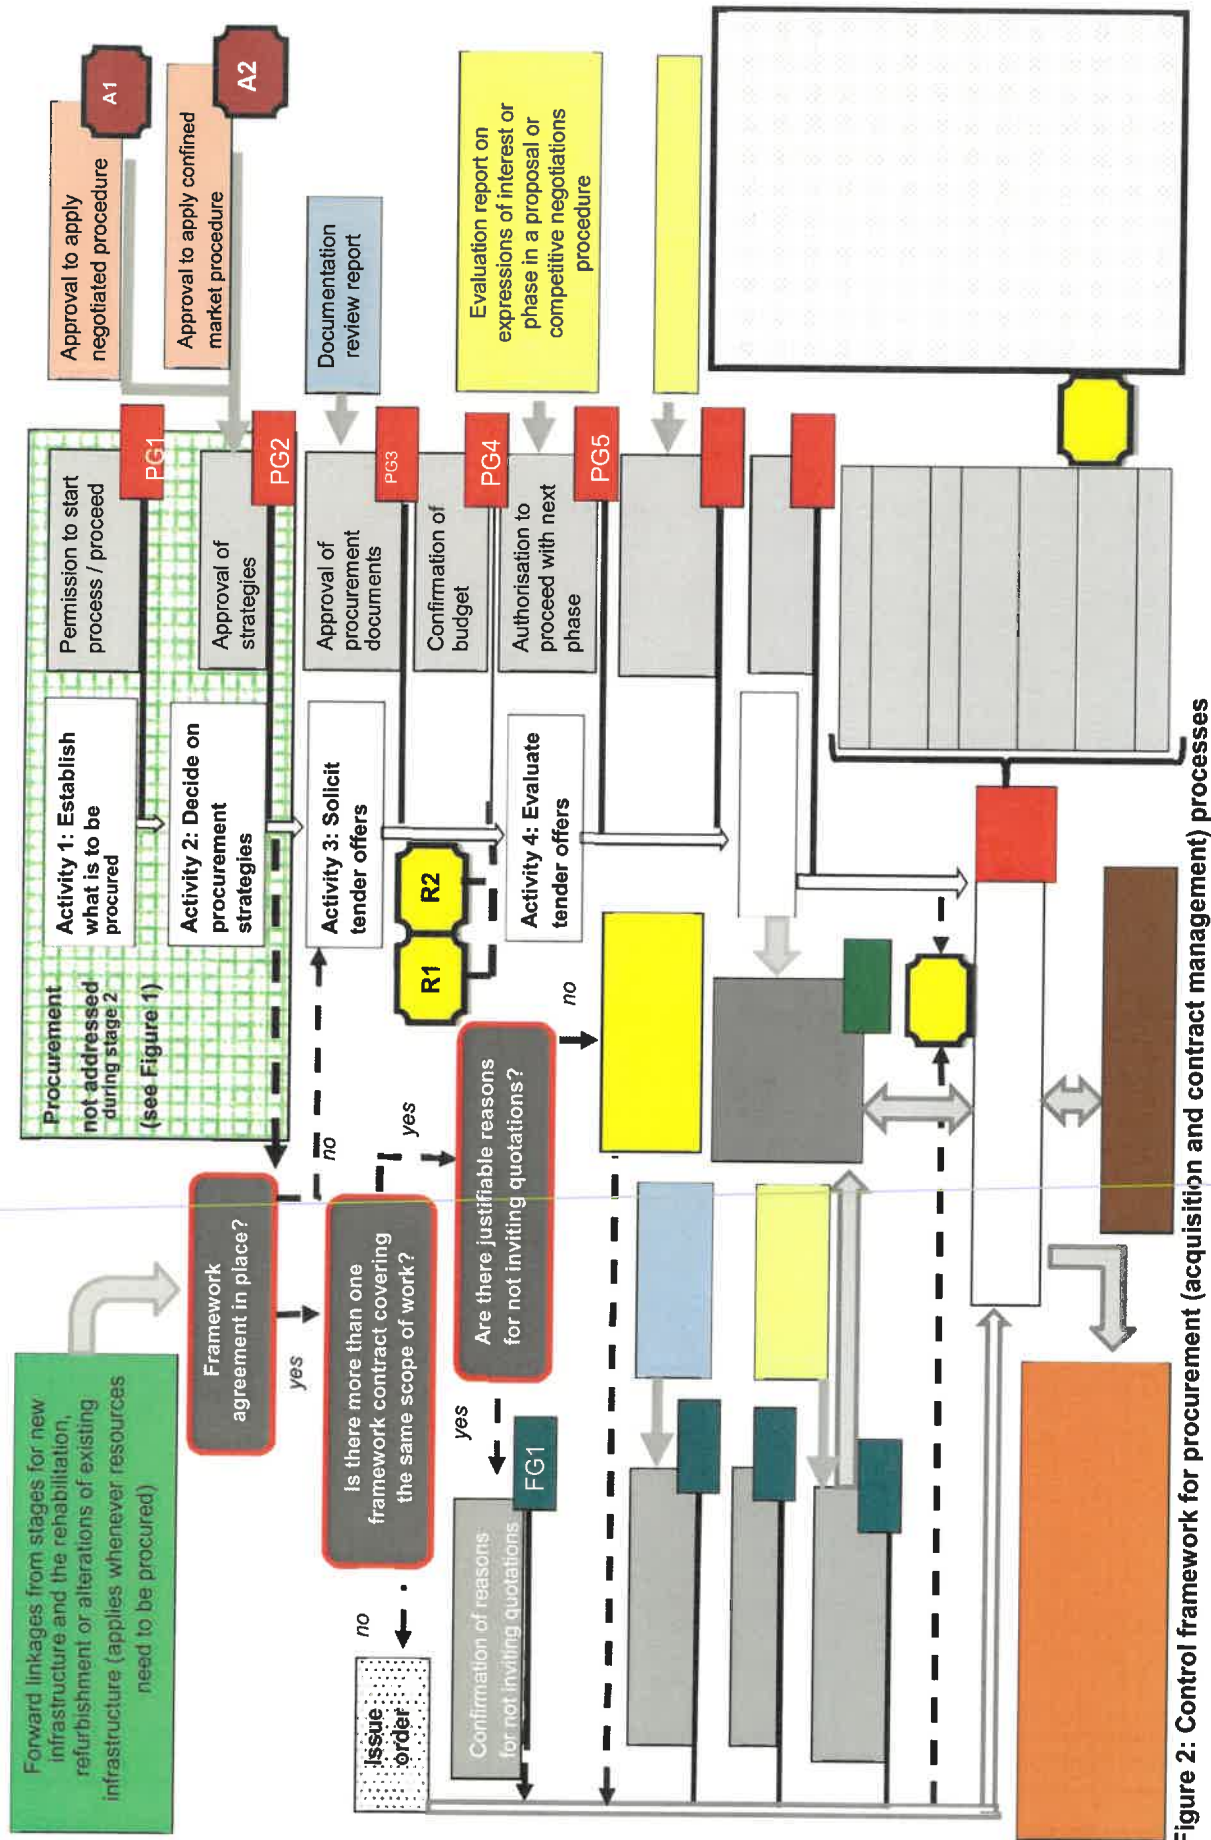 Forward linkages from stages for new
infrastructure and the rehabilitation,
refurbishment or alterations of existing
infrastructure (applies whenever resources
need to be procured)
Framework
agreement in place?
yes
no
Is there more than one
framework contract covering
the same scope of work?
no
yes
Issue
order
Are there justifiable reasons
for not inviting quotations?
yes
no
Confirmation of reasons
for not inviting quotations
FG1
Procurement
not addressed
during stage 2
(see Figure 1)
Activity 1: Establish
what is to be
procured
Permission to start
process / proceed
PG1
Approval to apply
negotiated procedure
A1
Activity 2: Decide on
procurement
strategies
Approval of
strategies
PG2
Approval to apply confined
market procedure
A2
Activity 3: Solicit
tender offers
Approval of
procurement
documents
PG3
Documentation
review report
R1
R2
Confirmation of
budget
PG4
Activity 4: Evaluate
tender offers
Authorisation to
proceed with next
phase
PG5
Evaluation report on
expressions of interest or
phase in a proposal or
competitive negotiations
procedure
Figure 2: Control framework for procurement (acquisition and contract management) processes